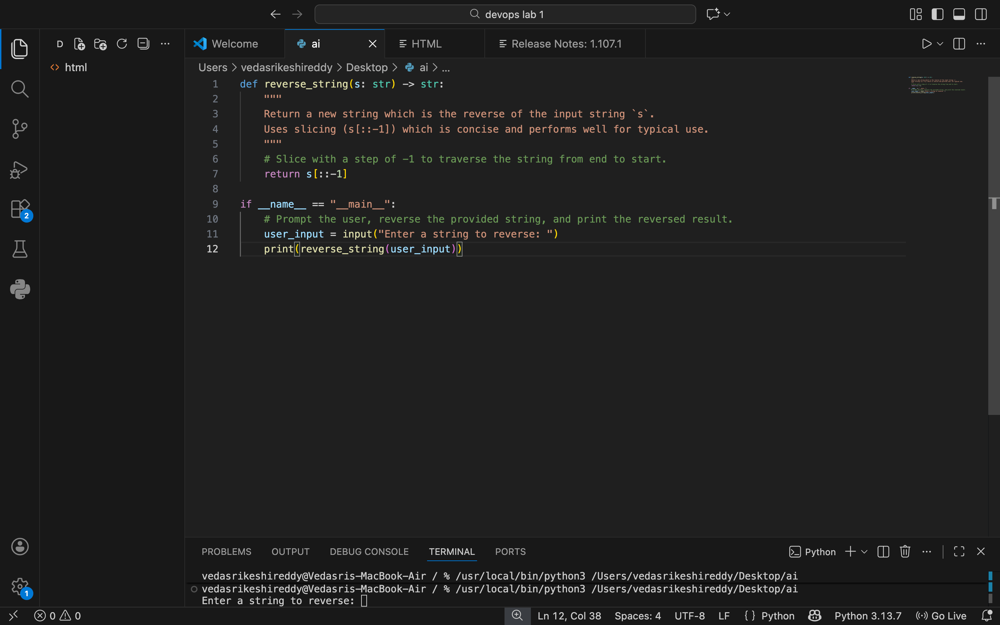 devops lab 1
D
Welcome
ai
HTML
Release Notes: 1.107.1
html
Users > vedasrikeshireddy > Desktop > ai > ...
1 def reverse_string(s: str) -> str:
2 """
3 Return a new string which is the reverse of the input string `s`.
4 Uses slicing (s[::-1]) which is concise and performs well for typical use.
5 """
6 # Slice with a step of -1 to traverse the string from end to start.
7 return s[::-1]
8
9 if __name__ == "__main__":
10 # Prompt the user, reverse the provided string, and print the reversed result.
11 user_input = input("Enter a string to reverse: ")
12 print(reverse_string(user_input))
2
1
PROBLEMS OUTPUT DEBUG CONSOLE TERMINAL PORTS
Python
vedasrikeshireddy@Vedasris-MacBook-Air / % /usr/local/bin/python3 /Users/vedasrikeshireddy/Desktop/ai
vedasrikeshireddy@Vedasris-MacBook-Air / % /usr/local/bin/python3 /Users/vedasrikeshireddy/Desktop/ai
Enter a string to reverse:
0 0 Ln 12, Col 38 Spaces: 4 UTF-8 LF { } Python Python 3.13.7 Go Live